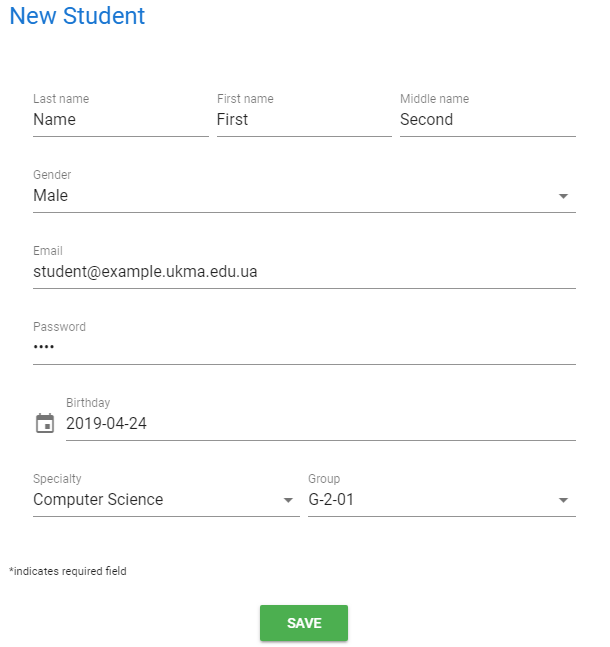 New Student
Last name First name Middle name
Name First Second
Gender
Male
Email
student@example.ukma.edu.ua
Password
••••
Birthday
2019-04-24
Specialty Group
Computer Science G-2-01
*indicates required field
SAVE